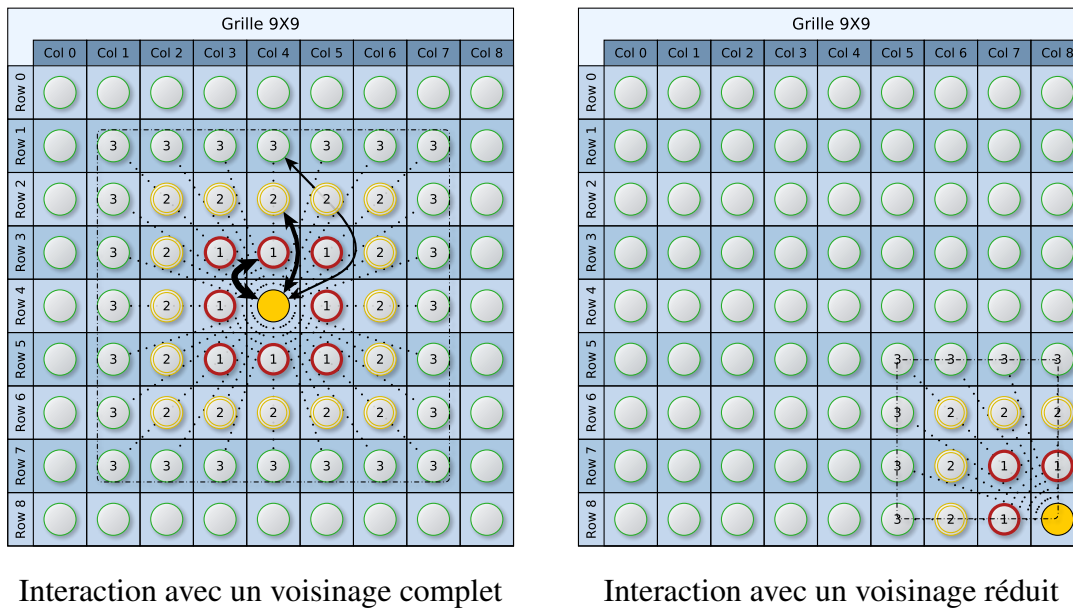 Grille 9X9
Col 0 Col 1 Col 2 Col 3 Col 4 Col 5 Col 6 Col 7 Col 8
Row 0
Row 1 3 3 3 3 3 3 3
Row 2 3 2 2 2 2 2 3
Row 3 3 2 1 1 1 2 3
Row 4 3 2 1 1 2 3
Row 5 3 2 1 1 1 2 3
Row 6 3 2 2 2 2 2 3
Row 7 3 3 3 3 3 3 3
Row 8
Interaction avec un voisinage complet
Grille 9X9
Col 0 Col 1 Col 2 Col 3 Col 4 Col 5 Col 6 Col 7 Col 8
Row 0
Row 1
Row 2
Row 3
Row 4
Row 5 3 3 3 3
Row 6 3 2 2 2
Row 7 3 2 1 1
Row 8 3 2 1
Interaction avec un voisinage réduit